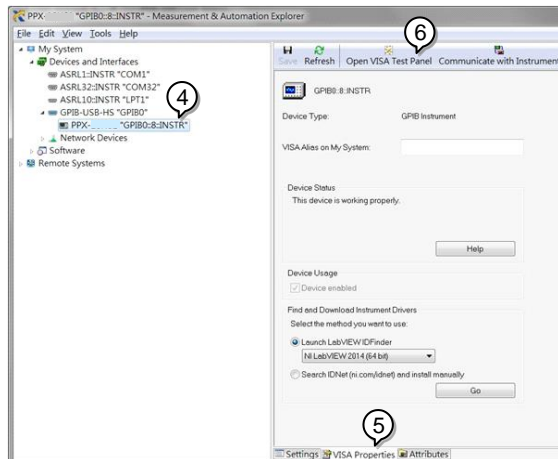 PPX- "GPIB0::8::INSTR" - Measurement & Automation Explorer
File Edit View Tools Help
6
My System
Devices and Interfaces
ASRL1::INSTR "COM1"
ASRL32::INSTR "COM32"
ASRL10::INSTR "LPT1"
4
GPIB-USB-HS "GPIB0"
PPX- "GPIB0::8::INSTR"
Network Devices
Software
Remote Systems
Save Refresh Open VISA Test Panel Communicate with Instrument
GPIB0::8::INSTR
Device Type: GPIB Instrument
VISA Alias on My System:
Device Status
This device is working properly.
Help
Device Usage
Device enabled
Find and Download Instrument Drivers
Select the method you want to use:
Launch LabVIEW IDFinder
NI LabVIEW 2014 (64 bit)
Search IDNet (ni.com/idnet) and install manually
Go
5
Settings VISA Properties Attributes